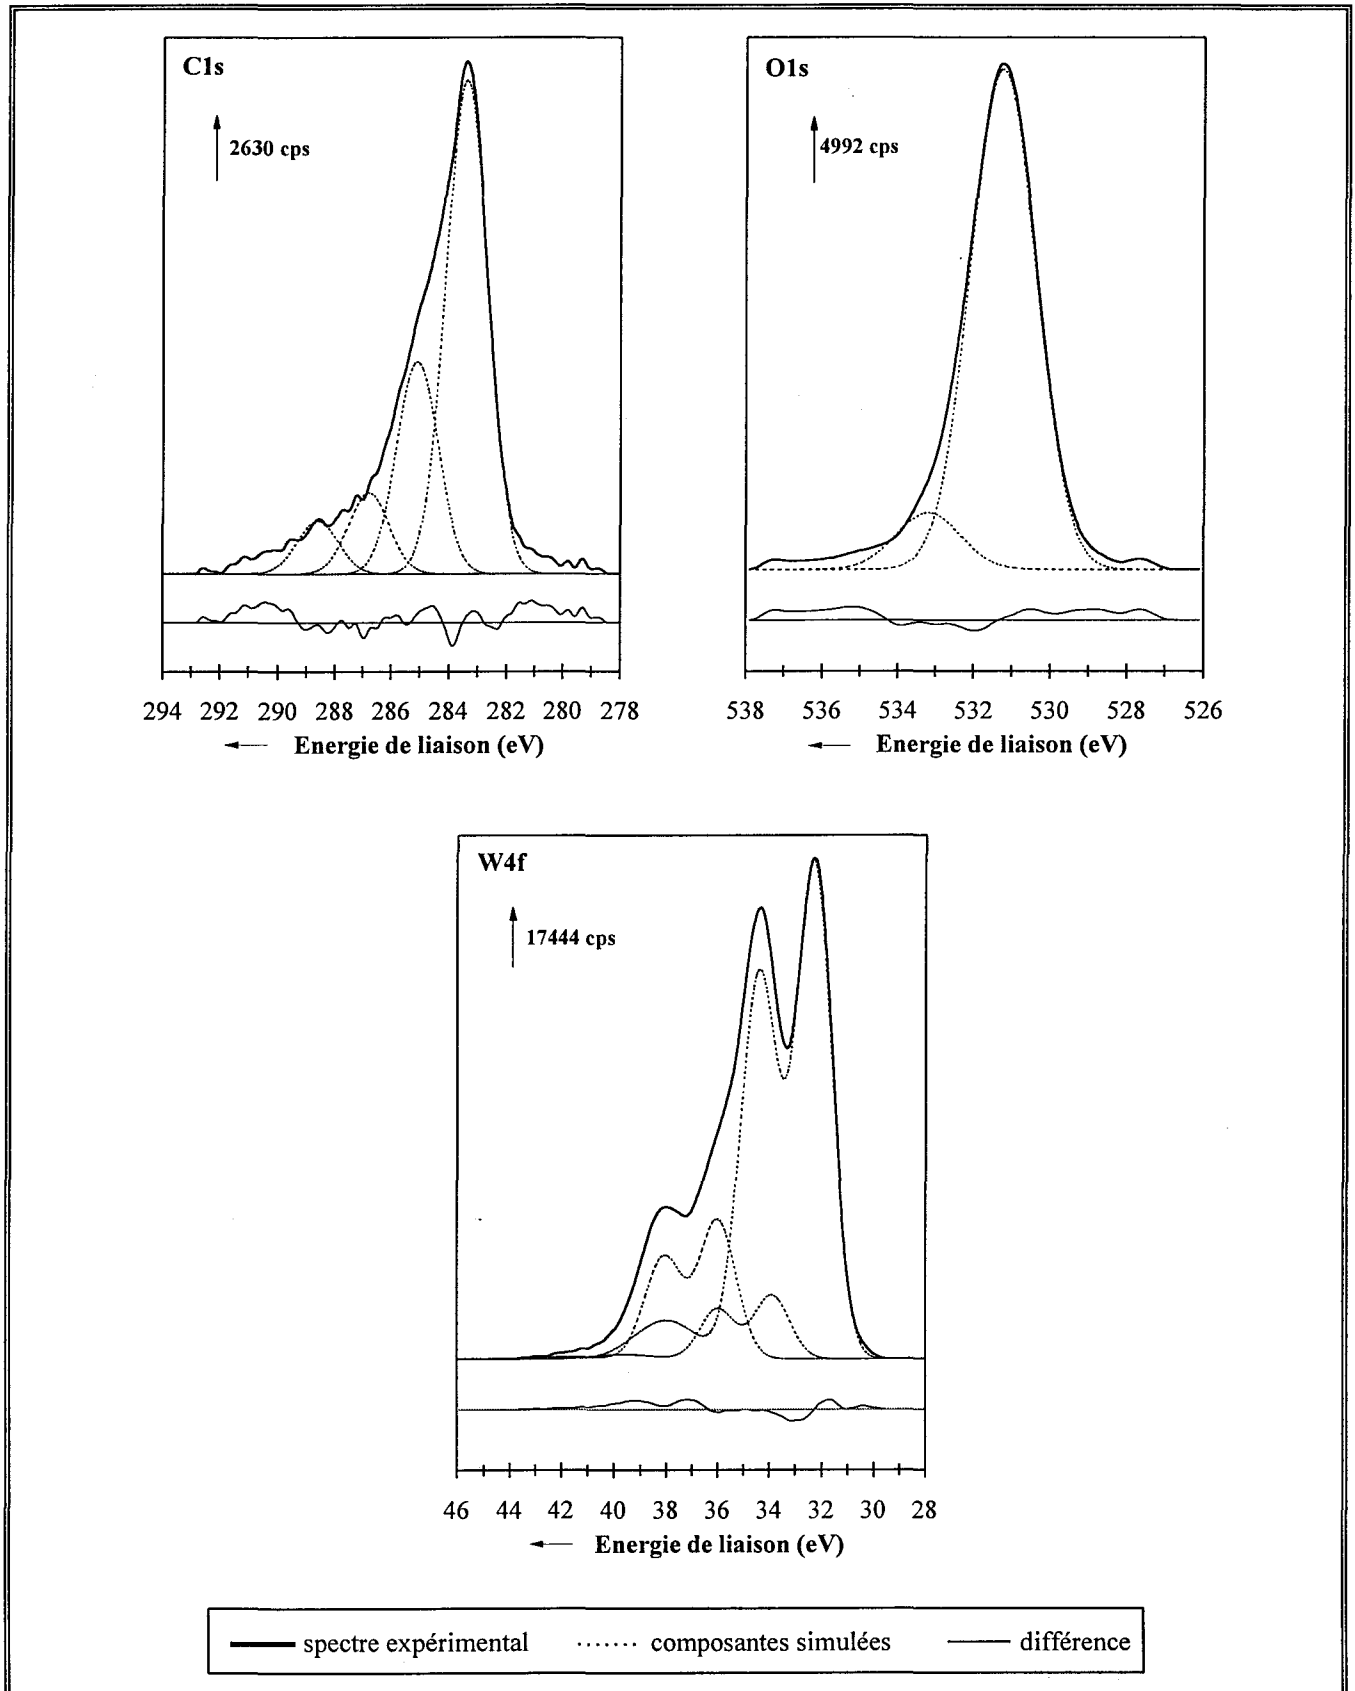 C1s
2630 cps
294 292 290 288 286 284 282 280 278
Energie de liaison (eV)
O1s
4992 cps
538 536 534 532 530 528 526
Energie de liaison (eV)
W4f
17444 cps
46 44 42 40 38 36 34 32 30 28
Energie de liaison (eV)
spectre expérimental composantes simulées différence